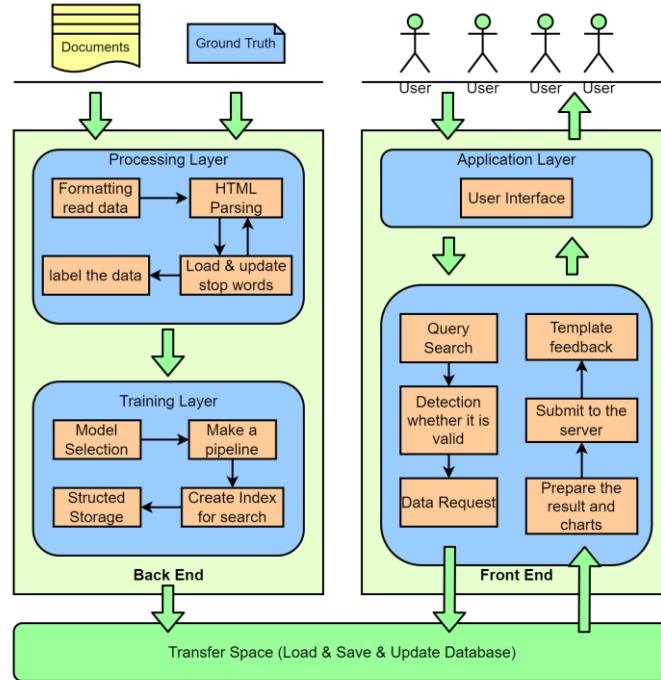 Documents
Ground Truth
User
User
User
User
Processing Layer
Formatting
read data
HTML
Parsing
label the data
Load & update
stop words
Training Layer
Model
Selection
Make a
pipeline
Structed
Storage
Create Index
for search
Back End
Application Layer
User Interface
Query
Search
Template
feedback
Detection
whether it is
valid
Submit to the
server
Data Request
Prepare the
result and
charts
Front End
Transfer Space (Load & Save & Update Database)